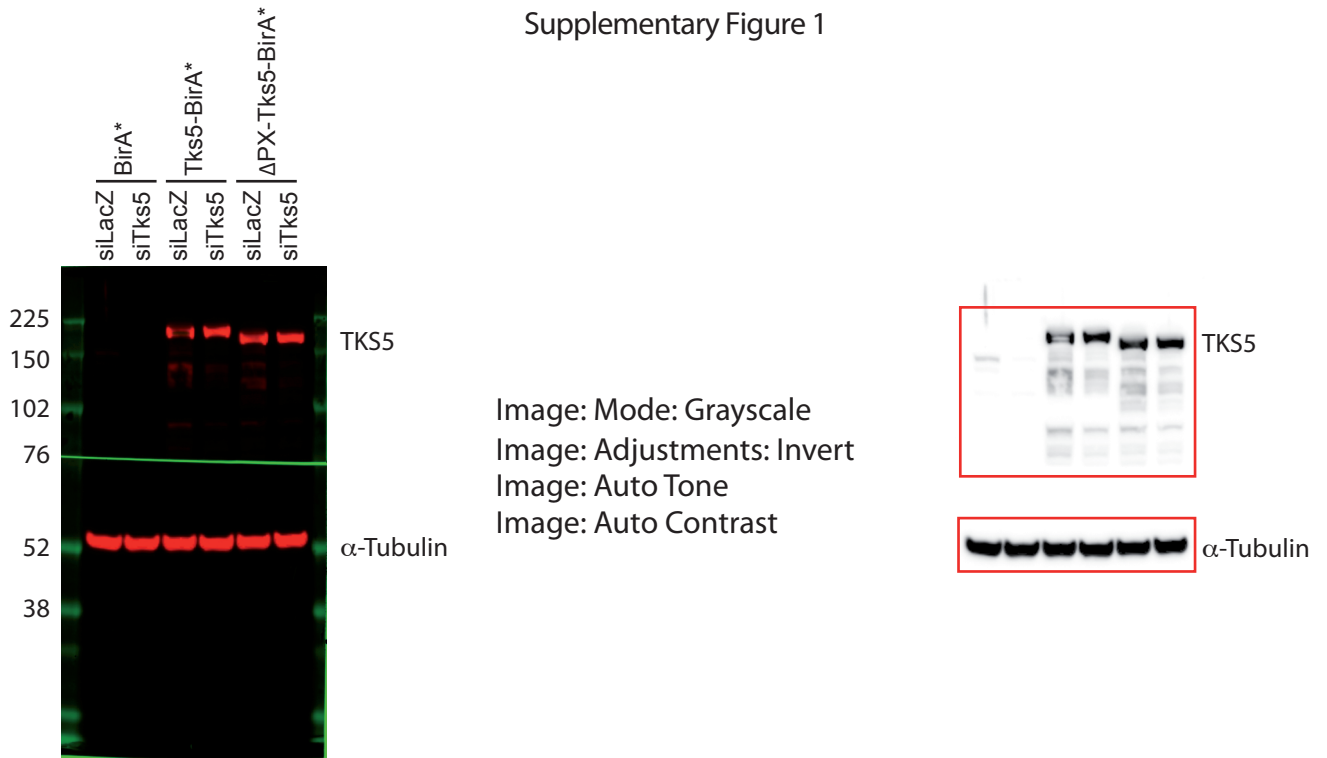 Supplementary Figure 1
BirA*
Tks5-BirA*
ΔPX-Tks5-BirA*
siLacZ
siTks5
siLacZ
siTks5
siLacZ
siTks5
225
150
102
76
52
38
TKS5
α-Tubulin
Image: Mode: Grayscale
Image: Adjustments: Invert
Image: Auto Tone
Image: Auto Contrast
TKS5
α-Tubulin